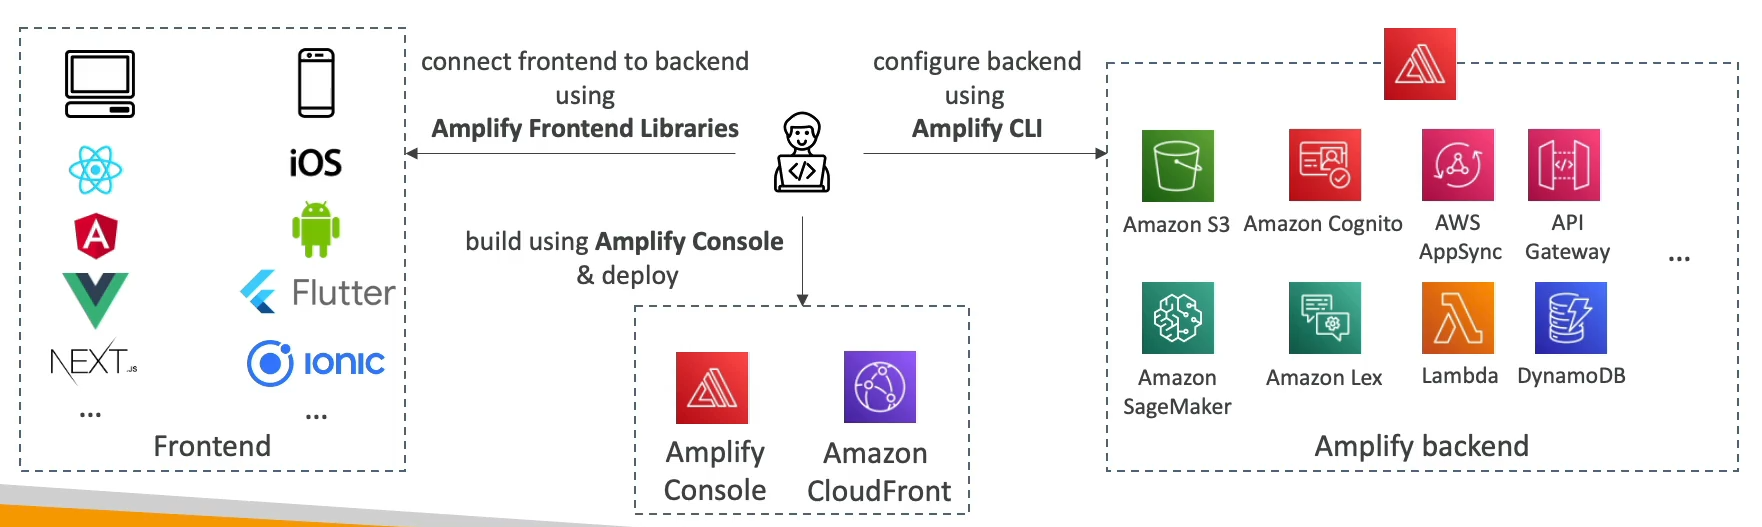 connect frontend to backend
using
Amplify Frontend Libraries
configure backend
using
Amplify CLI
build using Amplify Console
& deploy
iOS
Flutter
NEXT.JS
IONIC
...
...
Frontend
Amplify
Console
Amazon
CloudFront
Amazon S3
Amazon Cognito
AWS
AppSync
API
Gateway
...
Amazon
SageMaker
Amazon Lex
Lambda
DynamoDB
Amplify backend